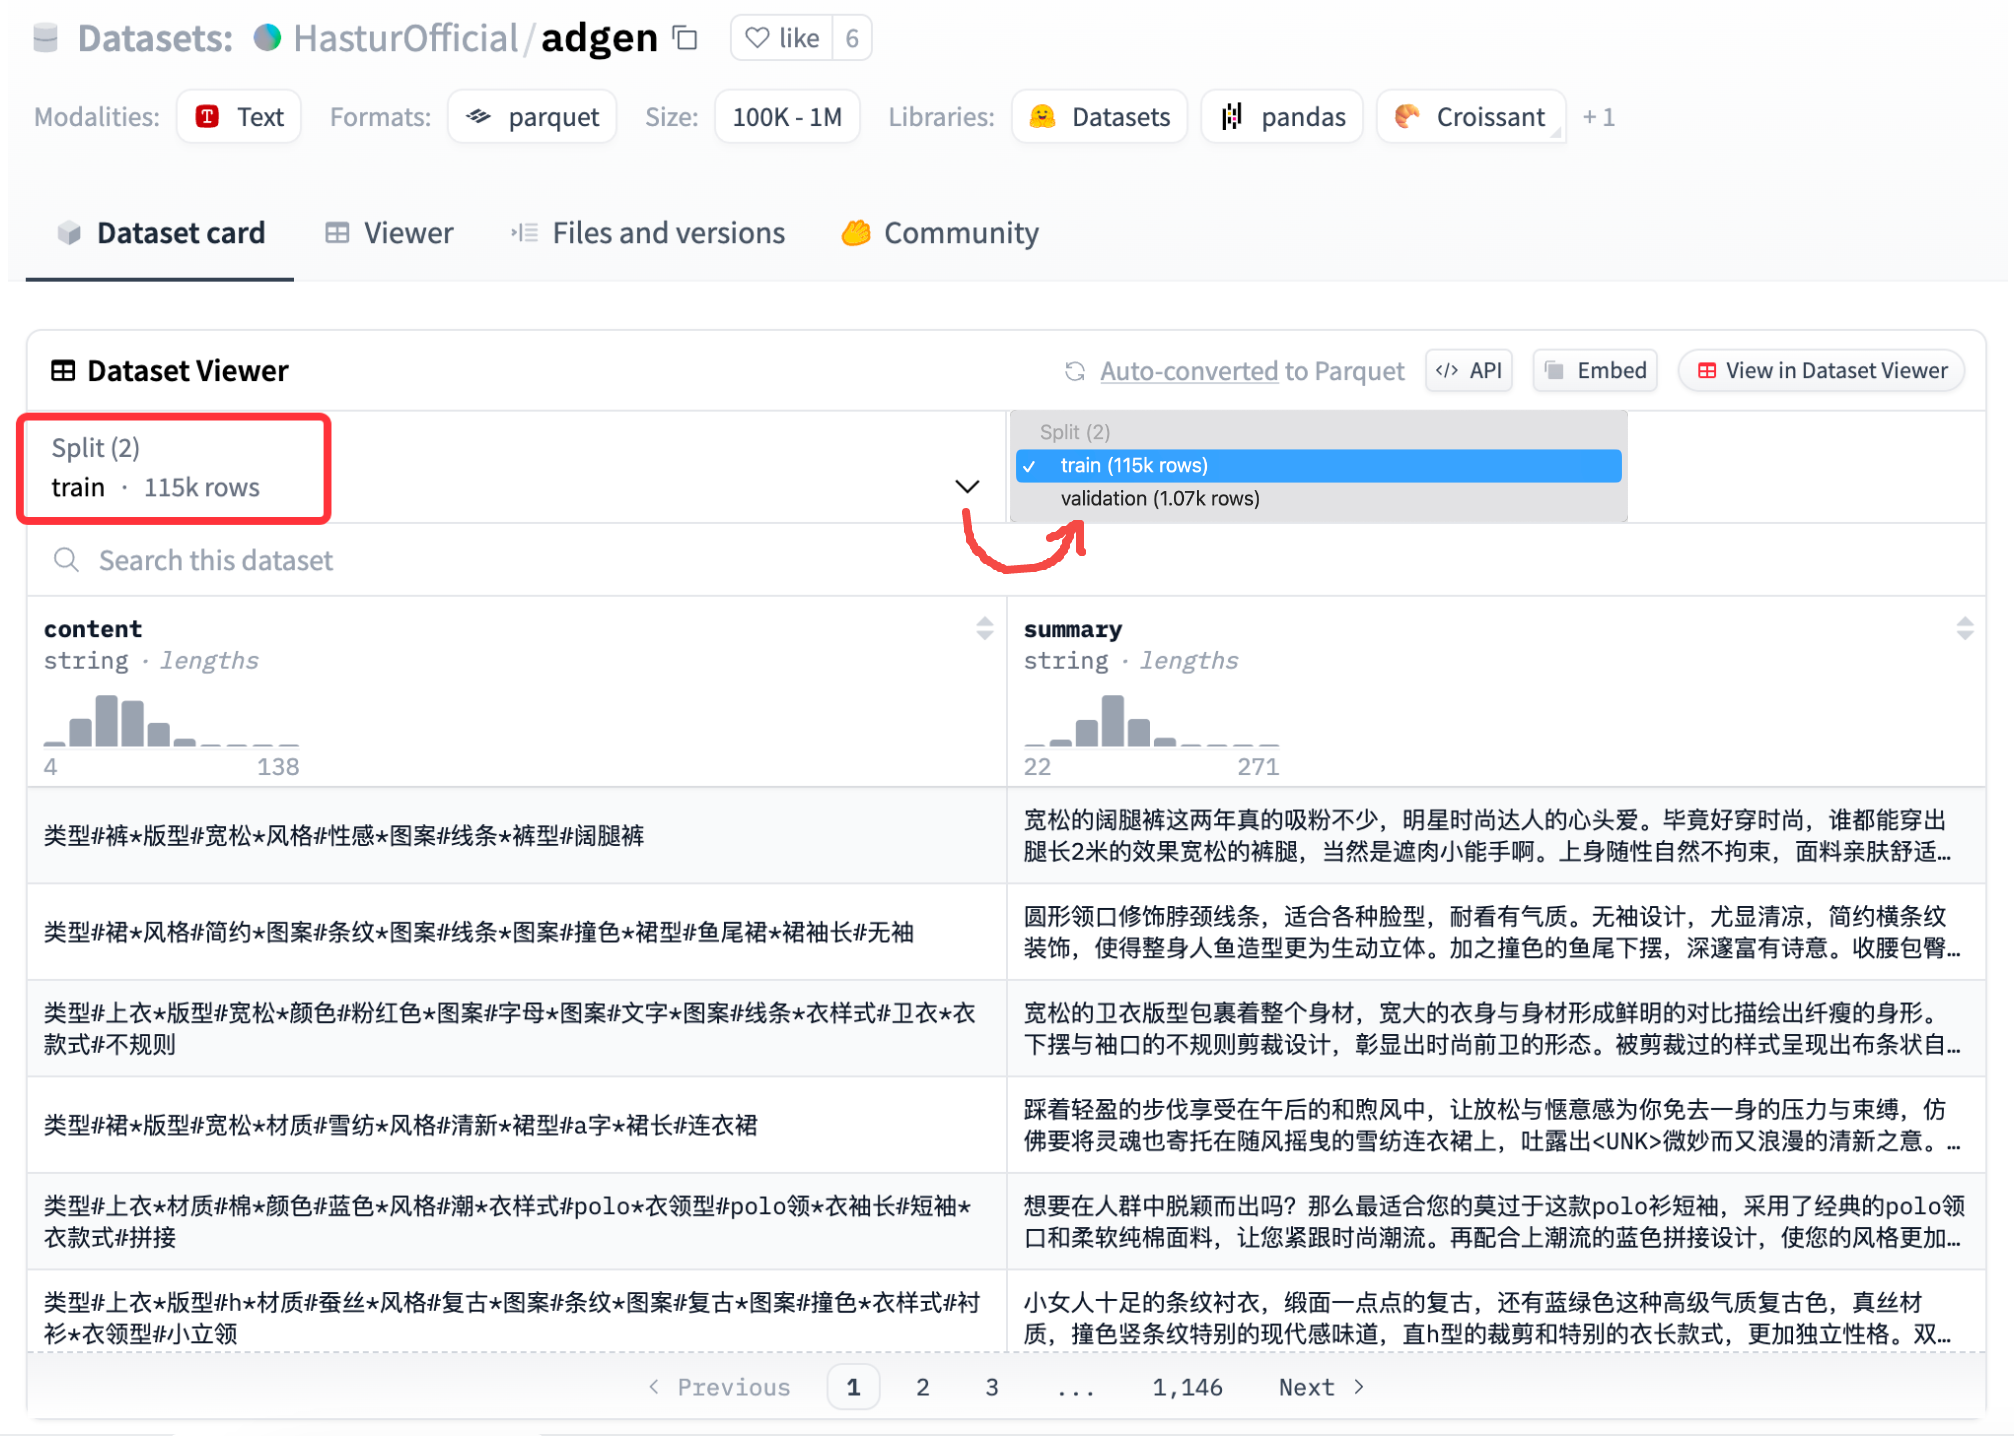 Datasets: HasturOfficial/adgen like 6
Modalities: Text Formats: parquet Size: 100K - 1M Libraries: Datasets pandas Croissant + 1
Dataset card Viewer Files and versions Community
Dataset Viewer Auto-converted to Parquet </> API Embed View in Dataset Viewer
Split (2)
train · 115k rows
Split (2)
✓ train (115k rows)
validation (1.07k rows)
Search this dataset
content
string · lengths
4 138
summary
string · lengths
22 271
类型#裤*版型#宽松*风格#性感*图案#线条*裤型#阔腿裤
宽松的阔腿裤这两年真的吸粉不少，明星时尚达人的心头爱。毕竟好穿时尚，谁都能穿出
腿长2米的效果宽松的裤腿，当然是遮肉小能手啊。上身随性自然不拘束，面料亲肤舒适…
类型#裙*风格#简约*图案#条纹*图案#线条*图案#撞色*裙型#鱼尾裙*裙袖长#无袖
圆形领口修饰脖颈线条，适合各种脸型，耐看有气质。无袖设计，尤显清凉，简约横条纹
装饰，使得整身人鱼造型更为生动立体。加之撞色的鱼尾下摆，深邃富有诗意。收腰包臀…
类型#上衣*版型#宽松*颜色#粉红色*图案#字母*图案#文字*图案#线条*衣样式#卫衣*衣
款式#不规则
宽松的卫衣版型包裹着整个身材，宽大的衣身与身材形成鲜明的对比描绘出纤瘦的身形。
下摆与袖口的不规则剪裁设计，彰显出时尚前卫的形态。被剪裁过的样式呈现出布条状自…
类型#裙*版型#宽松*材质#雪纺*风格#清新*裙型#a字*裙长#连衣裙
踩着轻盈的步伐享受在午后的和煦风中，让放松与惬意感为你免去一身的压力与束缚，仿
佛要将灵魂也寄托在随风摇曳的雪纺连衣裙上，吐露出<UNK>微妙而又浪漫的清新之意。…
类型#上衣*材质#棉*颜色#蓝色*风格#潮*衣样式#polo*衣领型#polo领*衣袖长#短袖*
衣款式#拼接
想要在人群中脱颖而出吗？那么最适合您的莫过于这款polo衫短袖，采用了经典的polo领
口和柔软纯棉面料，让您紧跟时尚潮流。再配合上潮流的蓝色拼接设计，使您的风格更加…
类型#上衣*版型#h*材质#蚕丝*风格#复古*图案#条纹*图案#复古*图案#撞色*衣样式#衬
衫*衣领型#小立领
小女人十足的条纹衬衣，缎面一点点的复古，还有蓝绿色这种高级气质复古色，真丝材
质，撞色竖条纹特别的现代感味道，直h型的裁剪和特别的衣长款式，更加独立性格。双…
< Previous 1 2 3 ... 1,146 Next >